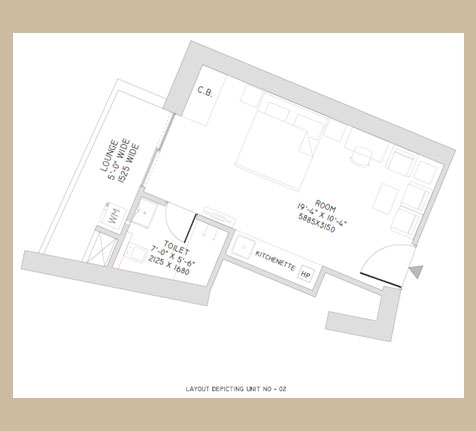 C.B.
LOUNGE
5'-0" WIDE
1525 WIDE
ROOM
19'-4" X 10'-4"
5885X3150
WM
TOILET
7'-0" X 5'-6"
2125 X 1680
KITCHENETTE
HP
LAYOUT DEPICTING UNIT NO - 02